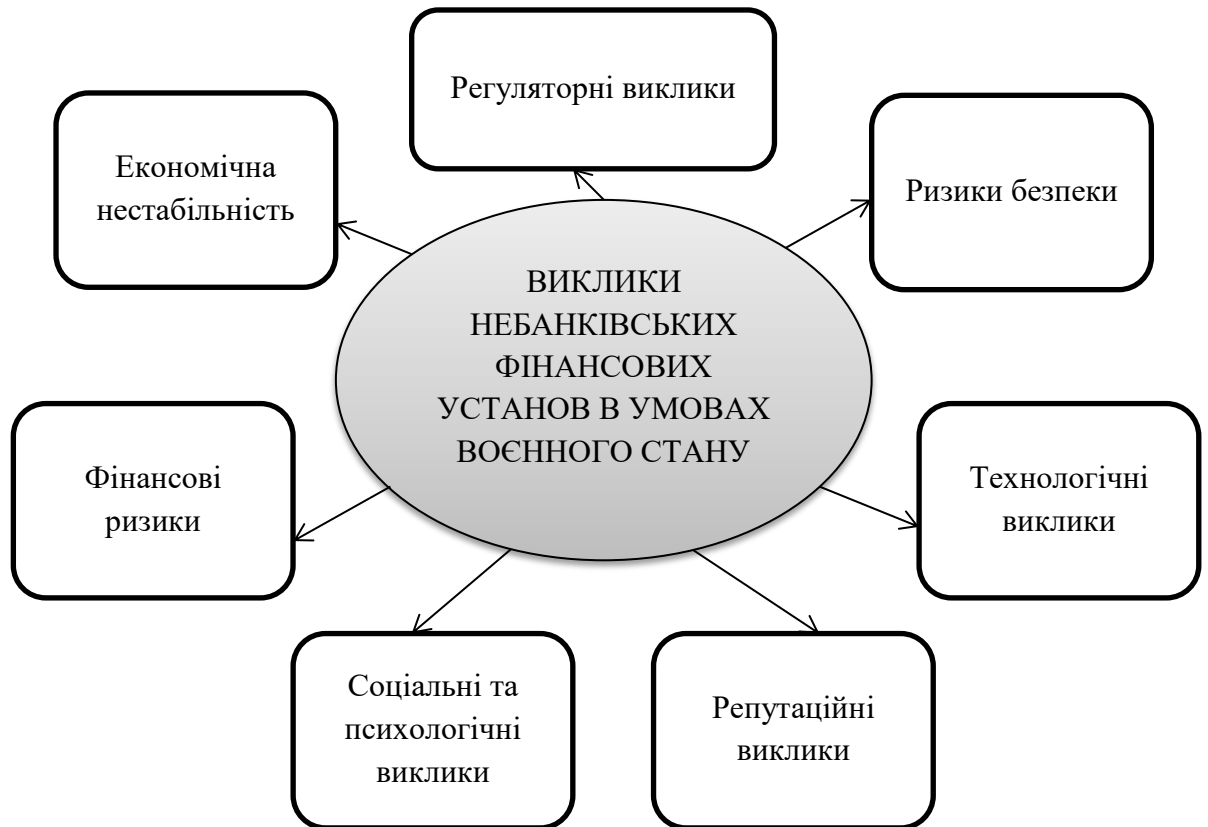 Регуляторні виклики
Економічна
нестабільність
Ризики безпеки
ВИКЛИКИ
НЕБАНКІВСЬКИХ
ФІНАНСОВИХ
УСТАНОВ В УМОВАХ
ВОЄННОГО СТАНУ
Фінансові
ризики
Технологічні
виклики
Соціальні та
психологічні
виклики
Репутаційні
виклики